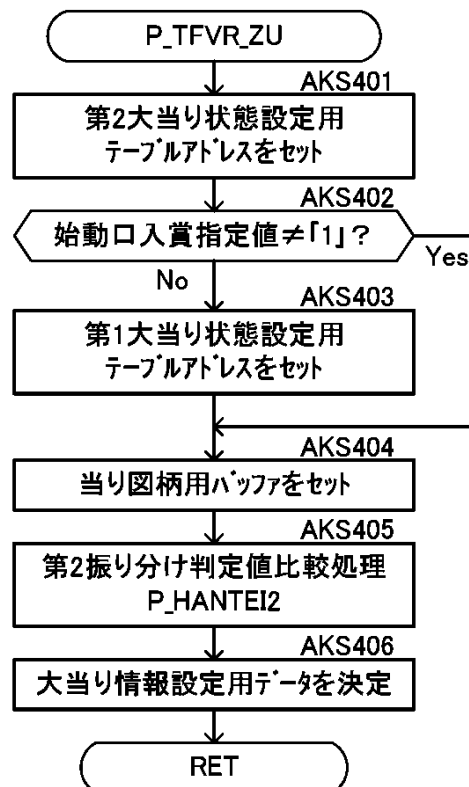 P_TFVR_ZU
AKS401
第2大当り状態設定用
テーブルアドレスをセット
AKS402
始動口入賞指定値≠「1」？
Yes
No
AKS403
第1大当り状態設定用
テーブルアドレスをセット
AKS404
当り図柄用バッファをセット
AKS405
第2振り分け判定値比較処理
P_HANTEI2
AKS406
大当り情報設定用データを決定
RET